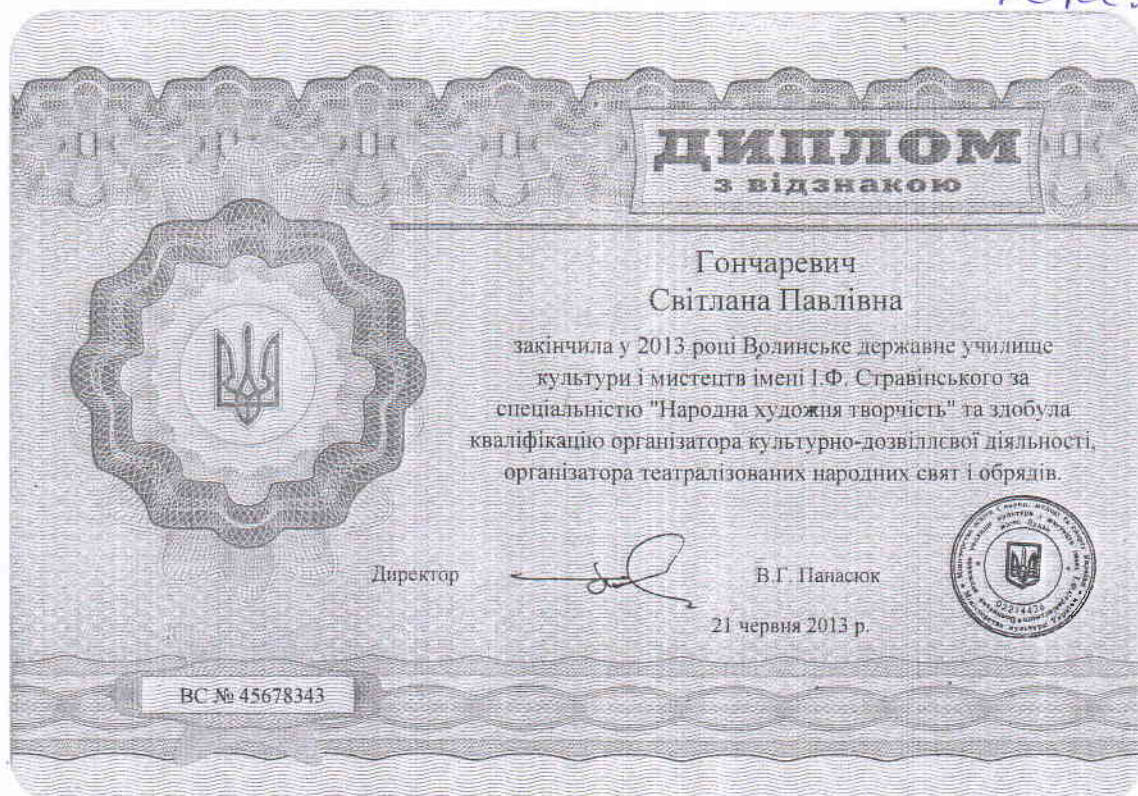 ДИПЛОМ
з відзнакою
Гончаревич
Світлана Павлівна
закінчила у 2013 році Волинське державне училище
культури і мистецтв імені І.Ф. Стравінського за
спеціальністю "Народна художня творчість" та здобула
кваліфікацію організатора культурно-дозвіллєвої діяльності,
організатора театралізованих народних свят і обрядів.
Директор
В.Г. Панасюк
21 червня 2013 р.
ВС № 45678343